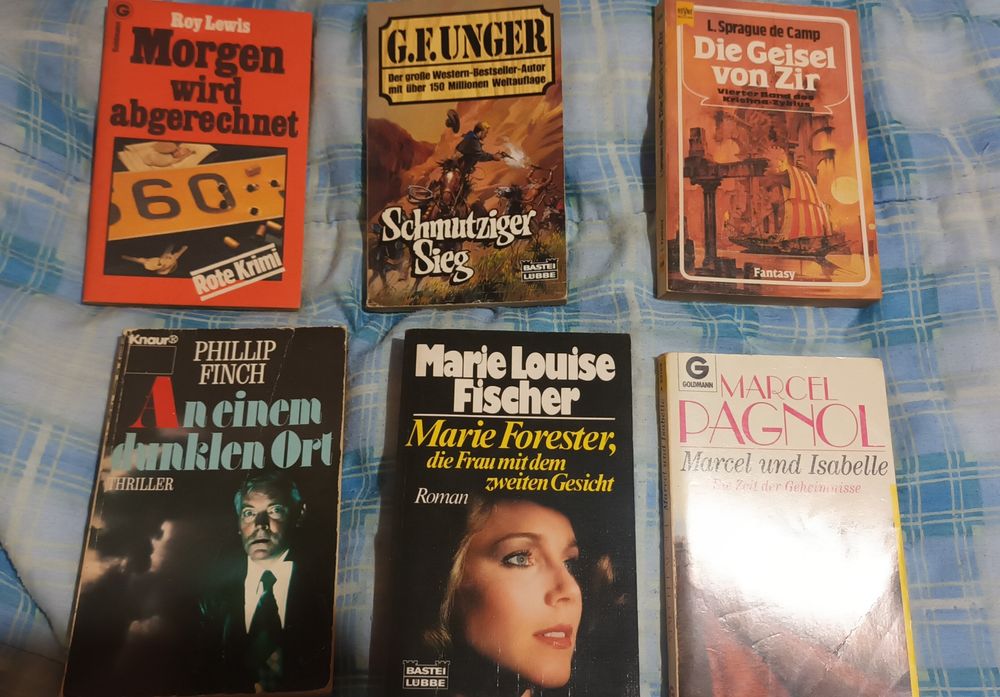 Goldmann
Roy Lewis
Morgen
wird
abgerechnet
60
Rote Krimi
G.F. UNGER
Der große Western-Bestseller-Autor
mit über 150 Millionen Weltauflage
Schmutziger
Sieg
BASTEI
LÜBBE
HEYNE
L. Sprague de Camp
Die Geisel
von Zir
Vierter Band des
Krishna-Zyklus
Fantasy
Knaur®
PHILLIP
FINCH
An einem
dunklen Ort
THRILLER
Marie Louise
Fischer
Marie Forester,
die Frau mit dem
zweiten Gesicht
Roman
BASTEI
LÜBBE
G
GOLDMANN
MARCEL
PAGNOL
Marcel und Isabelle
Die Zeit der Geheimnisse